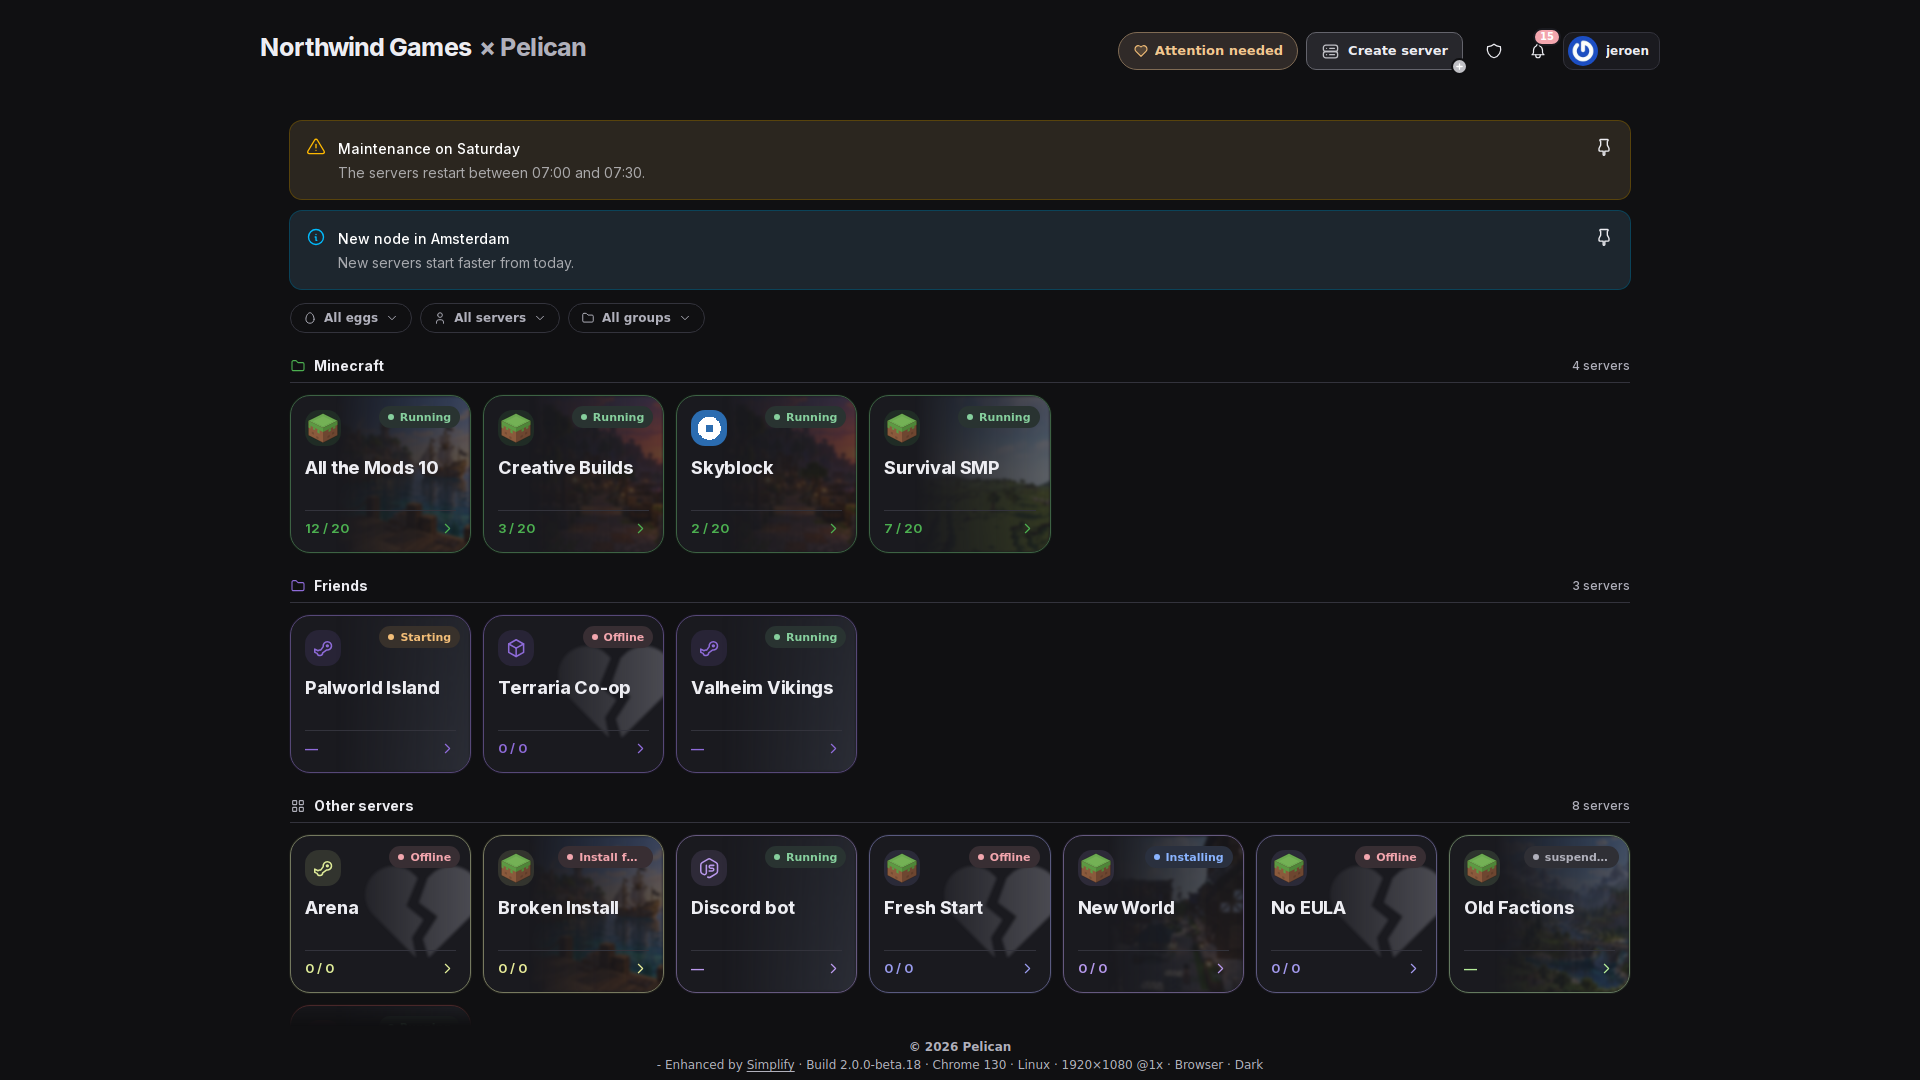 Northwind Games × Pelican
Attention needed
Create server
15
jeroen
Maintenance on Saturday
The servers restart between 07:00 and 07:30.
New node in Amsterdam
New servers start faster from today.
All eggs
All servers
All groups
Minecraft
4 servers
Running
All the Mods 10
12 / 20
Running
Creative Builds
3 / 20
Running
Skyblock
2 / 20
Running
Survival SMP
7 / 20
Friends
3 servers
Starting
Palworld Island
—
Offline
Terraria Co-op
0 / 0
Running
Valheim Vikings
—
Other servers
8 servers
Offline
Arena
0 / 0
Install f...
Broken Install
0 / 0
Running
Discord bot
—
Offline
Fresh Start
0 / 0
Installing
New World
0 / 0
Offline
No EULA
0 / 0
suspend...
Old Factions
—
© 2026 Pelican
- Enhanced by Simplify · Build 2.0.0-beta.18 · Chrome 130 · Linux · 1920×1080 @1x · Browser · Dark